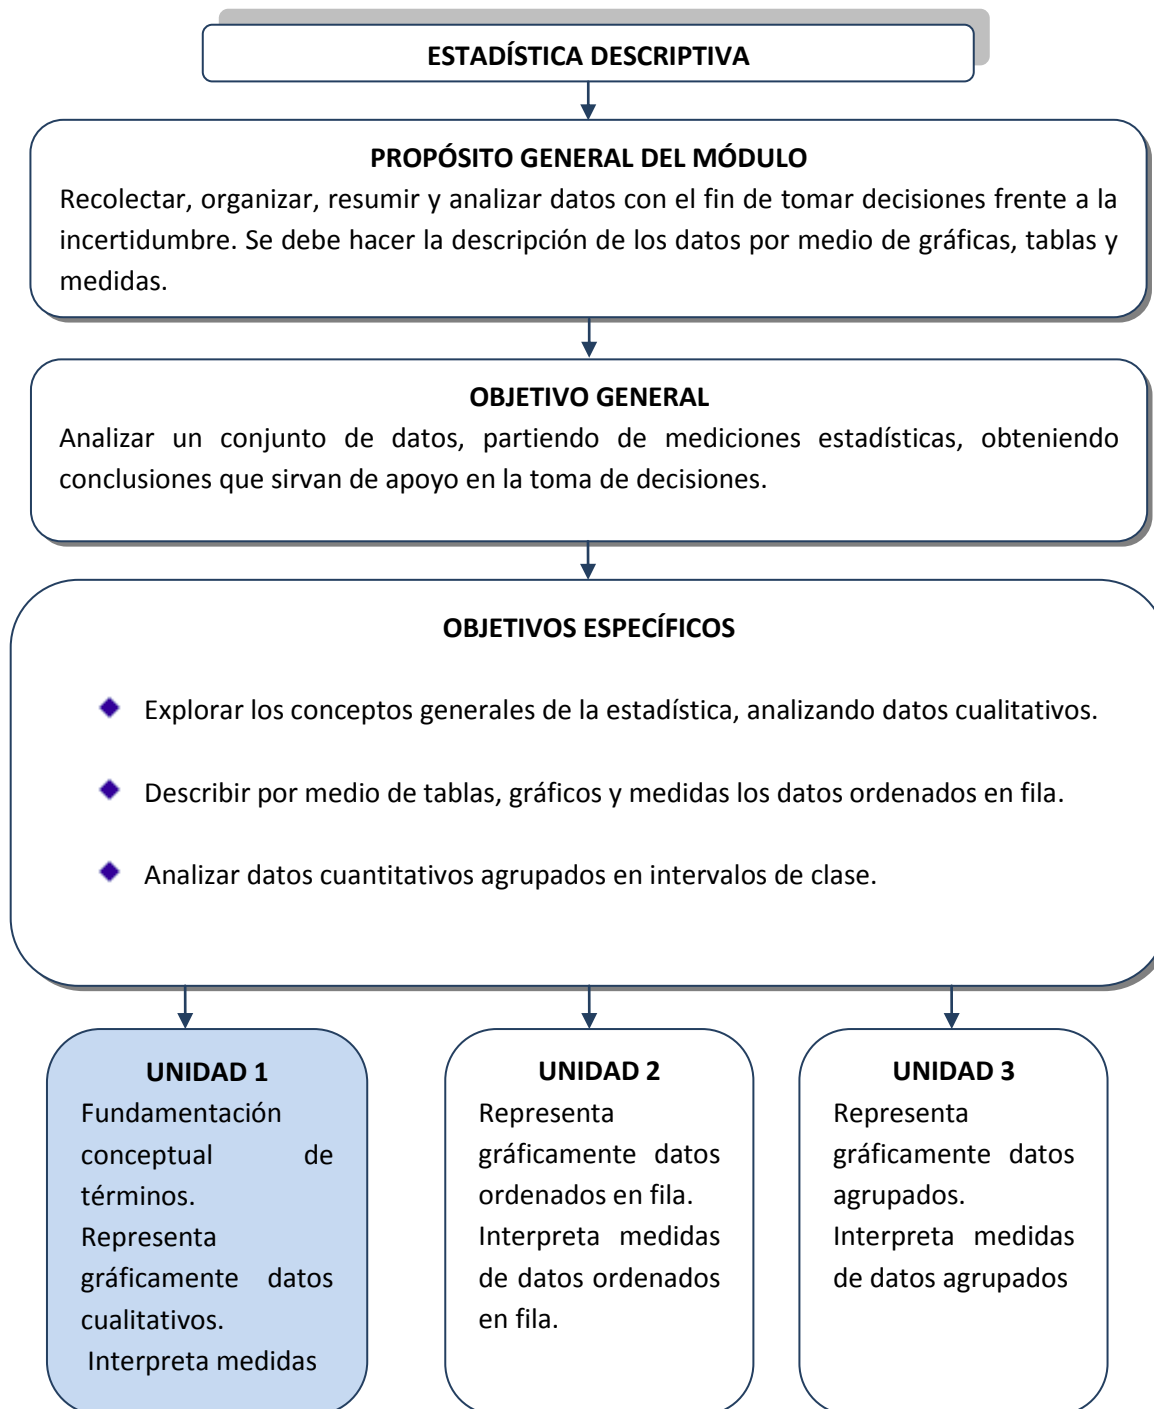 ESTADÍSTICA DESCRIPTIVA
PROPÓSITO GENERAL DEL MÓDULO
Recolectar, organizar, resumir y analizar datos con el fin de tomar decisiones frente a la
incertidumbre. Se debe hacer la descripción de los datos por medio de gráficas, tablas y
medidas.
OBJETIVO GENERAL
Analizar un conjunto de datos, partiendo de mediciones estadísticas, obteniendo
conclusiones que sirvan de apoyo en la toma de decisiones.
OBJETIVOS ESPECÍFICOS
Explorar los conceptos generales de la estadística, analizando datos cualitativos.
Describir por medio de tablas, gráficos y medidas los datos ordenados en fila.
Analizar datos cuantitativos agrupados en intervalos de clase.
UNIDAD 1
Fundamentación
conceptual de
términos.
Representa
gráficamente datos
cualitativos.
Interpreta medidas
UNIDAD 2
Representa
gráficamente datos
ordenados en fila.
Interpreta medidas
de datos ordenados
en fila.
UNIDAD 3
Representa
gráficamente datos
agrupados.
Interpreta medidas
de datos agrupados